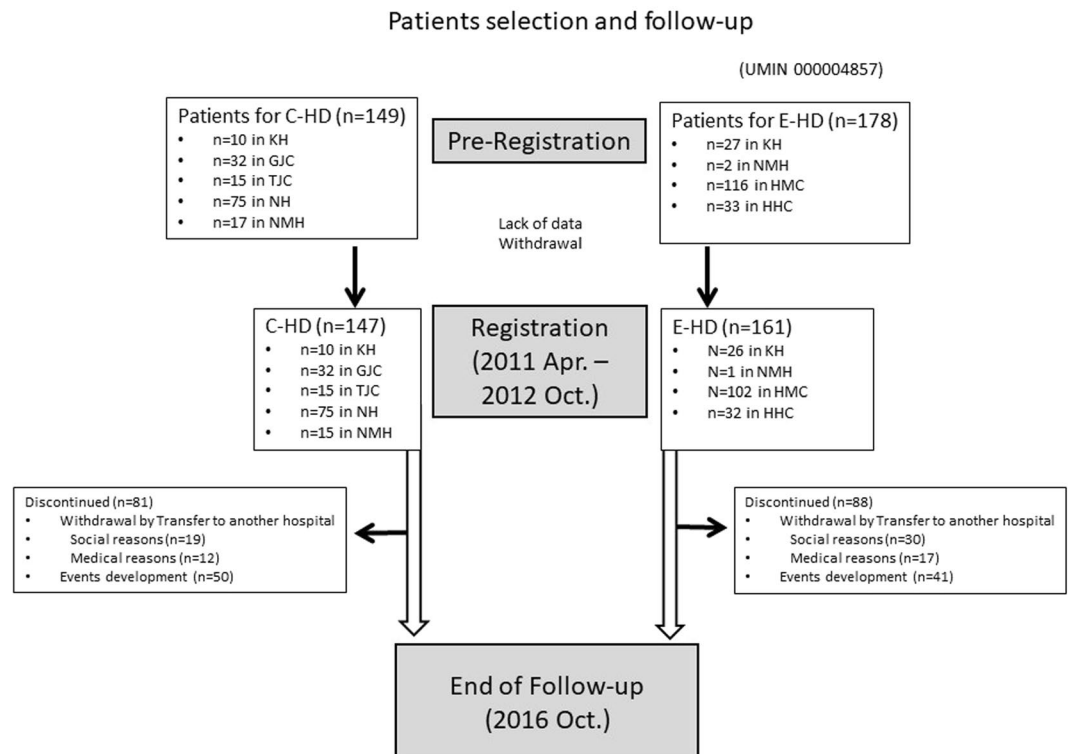 Patients selection and follow-up
(UMIN 000004857)
Patients for C-HD (n=149)
• n=10 in KH
• n=32 in GJC
• n=15 in TJC
• n=75 in NH
• n=17 in NMH
Pre-Registration
Patients for E-HD (n=178)
• n=27 in KH
• n=2 in NMH
• n=116 in HMC
• n=33 in HHC
Lack of data
Withdrawal
C-HD (n=147)
• n=10 in KH
• n=32 in GJC
• n=15 in TJC
• n=75 in NH
• n=15 in NMH
Registration
(2011 Apr. –
2012 Oct.)
E-HD (n=161)
• N=26 in KH
• N=1 in NMH
• N=102 in HMC
• n=32 in HHC
Discontinued (n=81)
• Withdrawal by Transfer to another hospital
• Social reasons (n=19)
• Medical reasons (n=12)
• Events development (n=50)
Discontinued (n=88)
• Withdrawal by Transfer to another hospital
• Social reasons (n=30)
• Medical reasons (n=17)
• Events development (n=41)
End of Follow-up
(2016 Oct.)